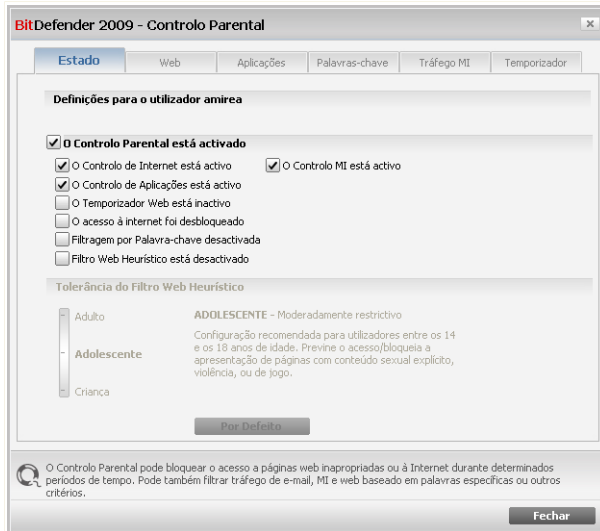 BitDefender 2009 - Controlo Parental
Estado Web Aplicações Palavras-chave Tráfego MI Temporizador
Definições para o utilizador amirea
O Controlo Parental está activado
O Controlo de Internet está activo O Controlo MI está activo
O Controlo de Aplicações está activo
O Temporizador Web está inactivo
O acesso à internet foi desbloqueado
Filtragem por Palavra-chave desactivada
Filtro Web Heurístico está desactivado
Tolerância do Filtro Web Heurístico
Adulto ADOLESCENTE - Moderadamente restrictivo
Configuração recomendada para utilizadores entre os 14
Adolescente e os 18 anos de idade. Previne o acesso/bloqueia a
apresentação de páginas com conteúdo sexual explícito,
violência, ou de jogo.
Criança
Por Defeito
O Controlo Parental pode bloquear o acesso a páginas web inapropriadas ou à Internet durante determinados
períodos de tempo. Pode também filtrar tráfego de e-mail, MI e web baseado em palavras específicas ou outros
critérios.
Fechar